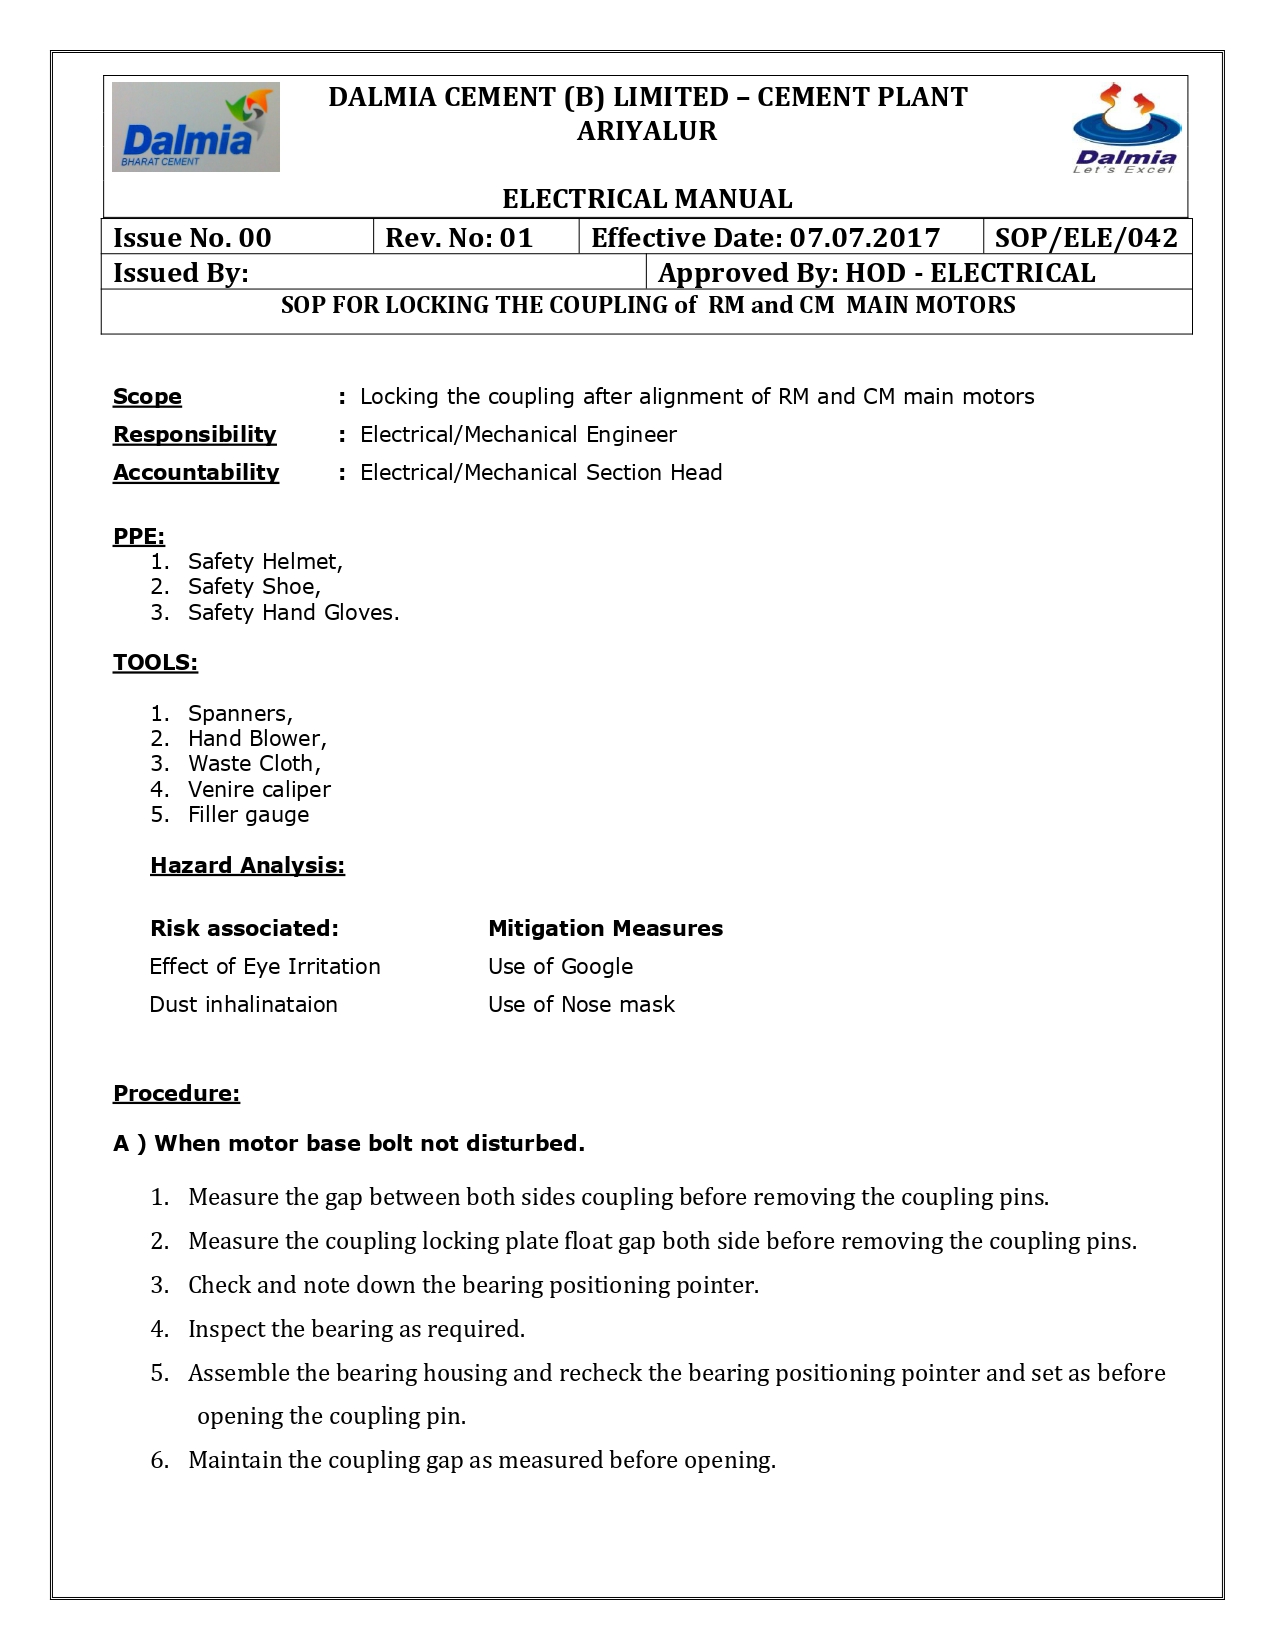 Dalmia
BHARAT CEMENT
DALMIA CEMENT (B) LIMITED – CEMENT PLANT
ARIYALUR
ELECTRICAL MANUAL
Dalmia
Let's Excel
Issue No. 00 Rev. No: 01 Effective Date: 07.07.2017 SOP/ELE/042
Issued By: Approved By: HOD - ELECTRICAL
SOP FOR LOCKING THE COUPLING of RM and CM MAIN MOTORS
Scope : Locking the coupling after alignment of RM and CM main motors
Responsibility : Electrical/Mechanical Engineer
Accountability : Electrical/Mechanical Section Head
PPE:
1. Safety Helmet,
2. Safety Shoe,
3. Safety Hand Gloves.
TOOLS:
1. Spanners,
2. Hand Blower,
3. Waste Cloth,
4. Venire caliper
5. Filler gauge
Hazard Analysis:
Risk associated: Mitigation Measures
Effect of Eye Irritation Use of Google
Dust inhalinataion Use of Nose mask
Procedure:
A ) When motor base bolt not disturbed.
1. Measure the gap between both sides coupling before removing the coupling pins.
2. Measure the coupling locking plate float gap both side before removing the coupling pins.
3. Check and note down the bearing positioning pointer.
4. Inspect the bearing as required.
5. Assemble the bearing housing and recheck the bearing positioning pointer and set as before
opening the coupling pin.
6. Maintain the coupling gap as measured before opening.